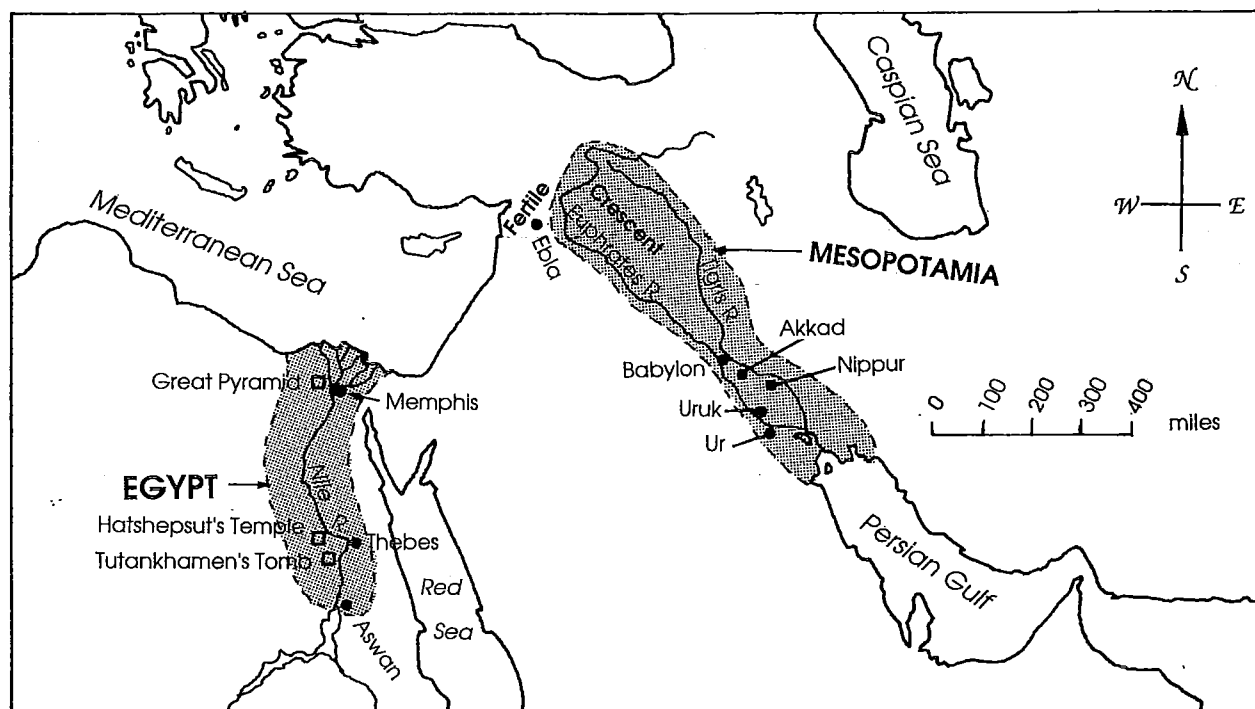 Caspian Sea
N
W E
S
Mediterranean Sea
Fertile
Crescent
Ebla
Euphrates R.
Tigris R.
MESOPOTAMIA
Akkad
Babylon
Nippur
Uruk
Ur
0 100 200 300 400
miles
Great Pyramid
Memphis
EGYPT
Nile R.
Hatshepsut's Temple
Thebes
Tutankhamen's Tomb
Aswan
Red
Sea
Persian Gulf